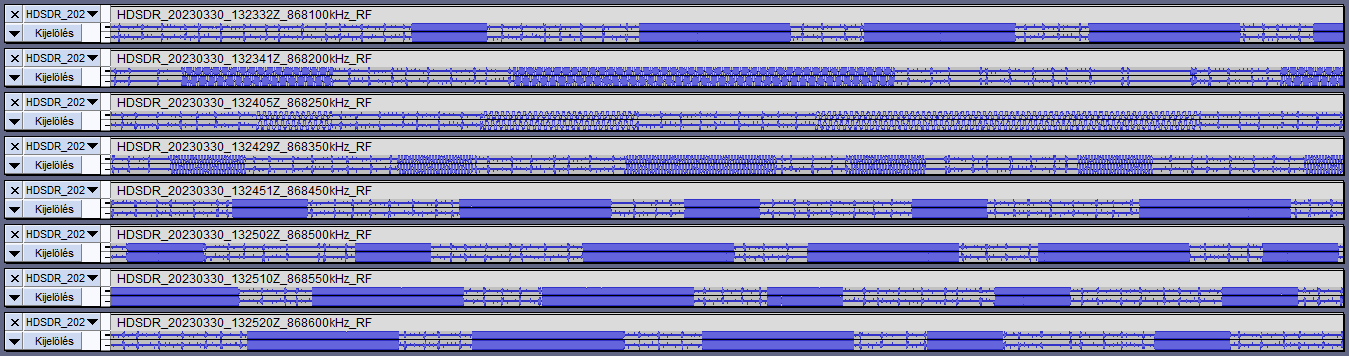 HDSDR_202 HDSDR_20230330_132332Z_868100kHz_RF
Kijelölés
HDSDR_202 HDSDR_20230330_132341Z_868200kHz_RF
Kijelölés
HDSDR_202 HDSDR_20230330_132405Z_868250kHz_RF
Kijelölés
HDSDR_202 HDSDR_20230330_132429Z_868350kHz_RF
Kijelölés
HDSDR_202 HDSDR_20230330_132451Z_868450kHz_RF
Kijelölés
HDSDR_202 HDSDR_20230330_132502Z_868500kHz_RF
Kijelölés
HDSDR_202 HDSDR_20230330_132510Z_868550kHz_RF
Kijelölés
HDSDR_202 HDSDR_20230330_132520Z_868600kHz_RF
Kijelölés